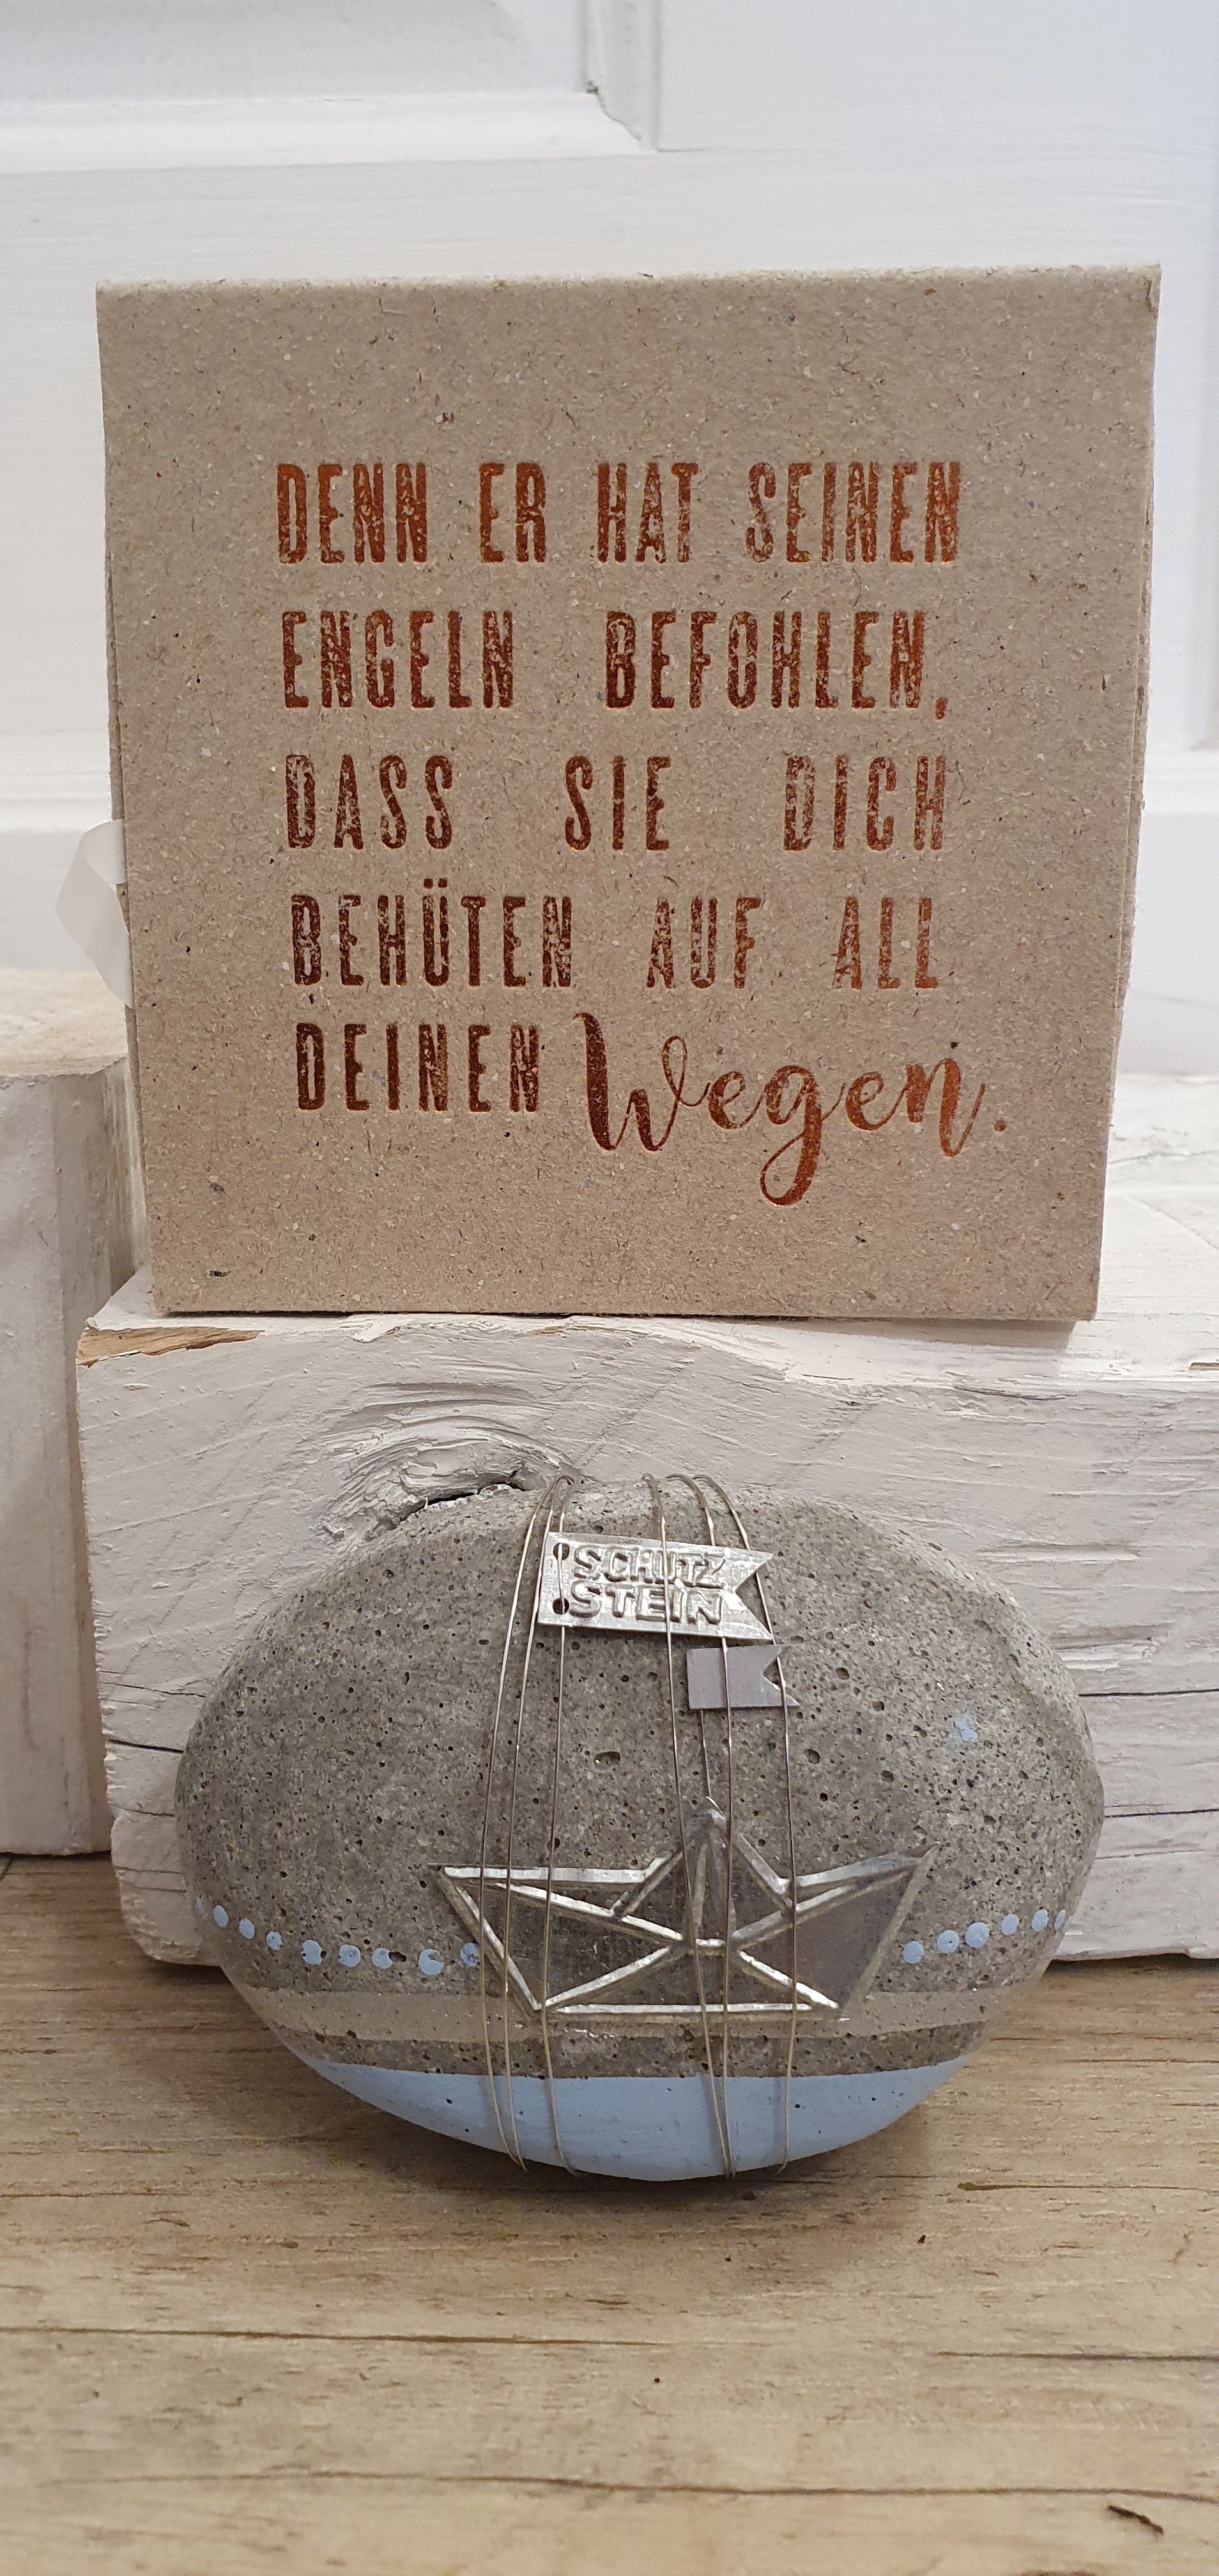 DENN ER HAT SEINEN
ENGELN BEFOHLEN,
DASS SIE DICH
BEHÜTEN AUF ALL
DEINEN Wegen.
SCHUTZ
STEIN